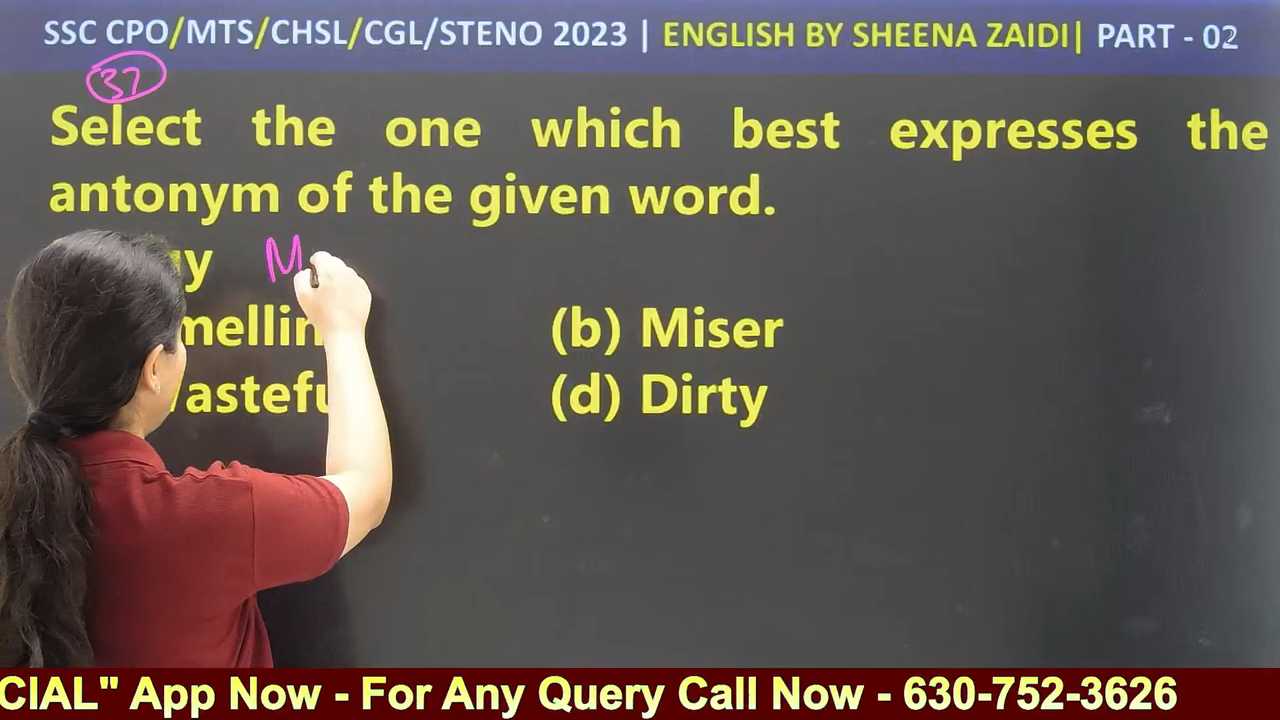 SSC CPO/MTS/CHSL/CGL/STENO 2023 | ENGLISH BY SHEENA ZAIDI| PART - 02
37
Select the one which best expresses the
antonym of the given word.
M
(b) Miser
(d) Dirty
CIAL" App Now - For Any Query Call Now - 630-752-3626